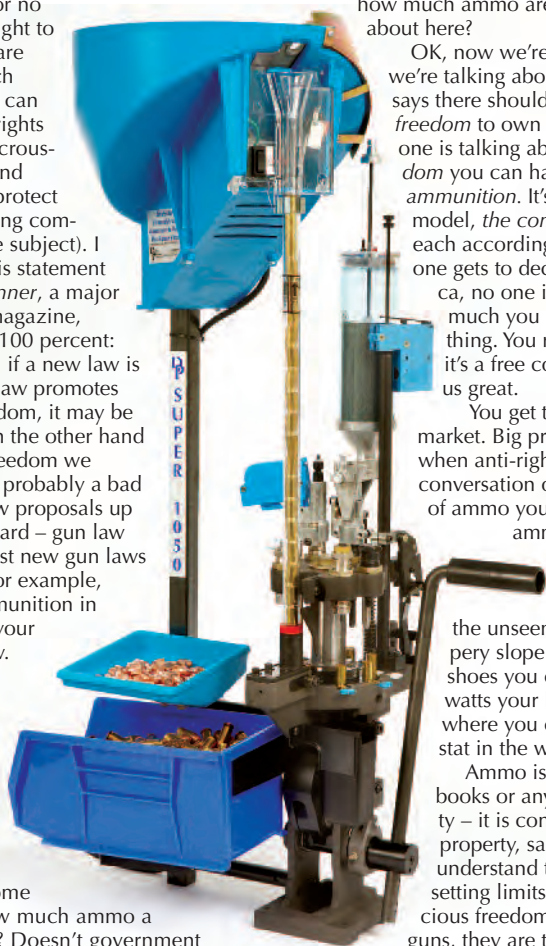 or no
ght to
are
ch
can
ights
crous-
nd
protect
ng com-
e subject). I
is statement
nner, a major
nagazine,
100 percent:
if a new law is
aw promotes
dom, it may be
n the other hand
eedom we
probably a bad
w proposals up
ard – gun law
st new gun laws
or example,
munition in
your
y.
ome
w much ammo a
? Doesn't government
SUPER 1050
how much ammo are
about here?
OK, now we're
we're talking abou
says there should
freedom to own
one is talking ab
dom you can ha
ammunition. It's
model, the con
each according
one gets to dec
ca, no one i
much you
thing. You n
it's a free co
us great.
You get t
market. Big pr
when anti-righ
conversation o
of ammo you
amm
the unseen
pery slope
shoes you
watts your
where you
stat in the w
Ammo is
books or any
ty – it is con
property, sa
understand t
setting limits
cious freedom
guns, they are t